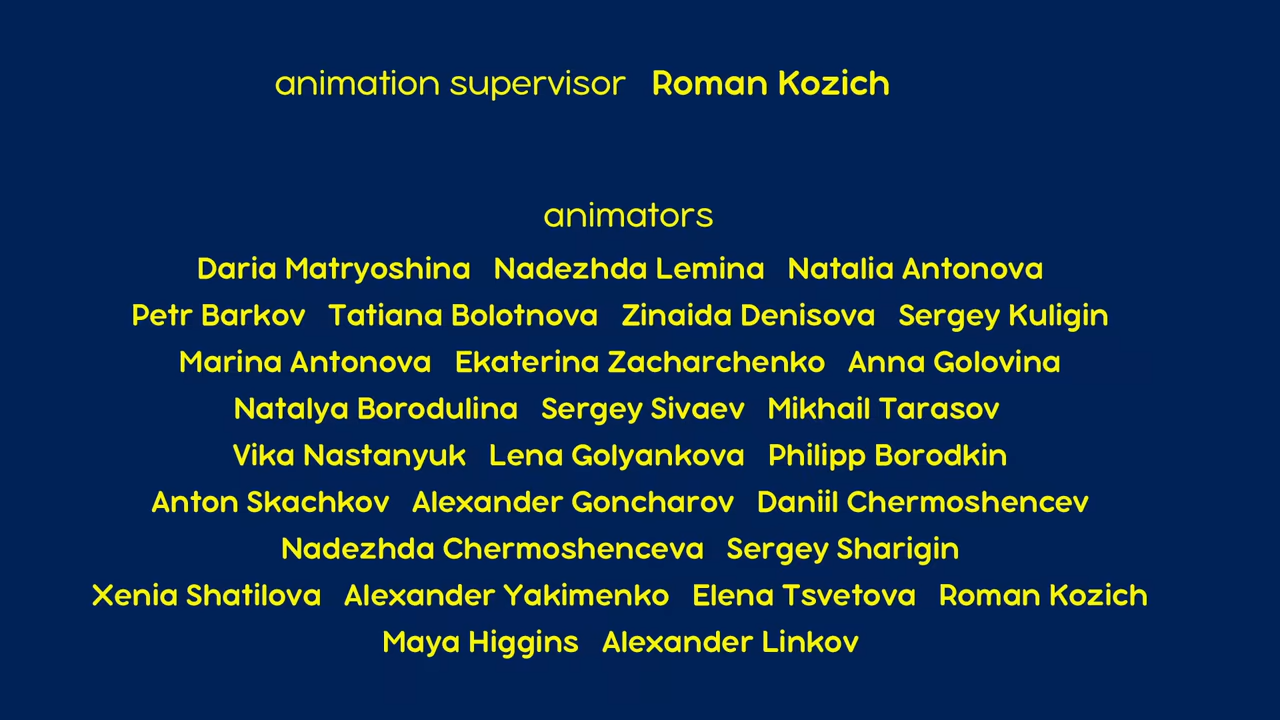 animation supervisor Roman Kozich
animators
Daria Matryoshina Nadezhda Lemina Natalia Antonova
Petr Barkov Tatiana Bolotnova Zinaida Denisova Sergey Kuligin
Marina Antonova Ekaterina Zacharchenko Anna Golovina
Natalya Borodulina Sergey Sivaev Mikhail Tarasov
Vika Nastanyuk Lena Golyankova Philipp Borodkin
Anton Skachkov Alexander Goncharov Daniil Chermoshencev
Nadezhda Chermoshenceva Sergey Sharigin
Xenia Shatilova Alexander Yakimenko Elena Tsvetova Roman Kozich
Maya Higgins Alexander Linkov